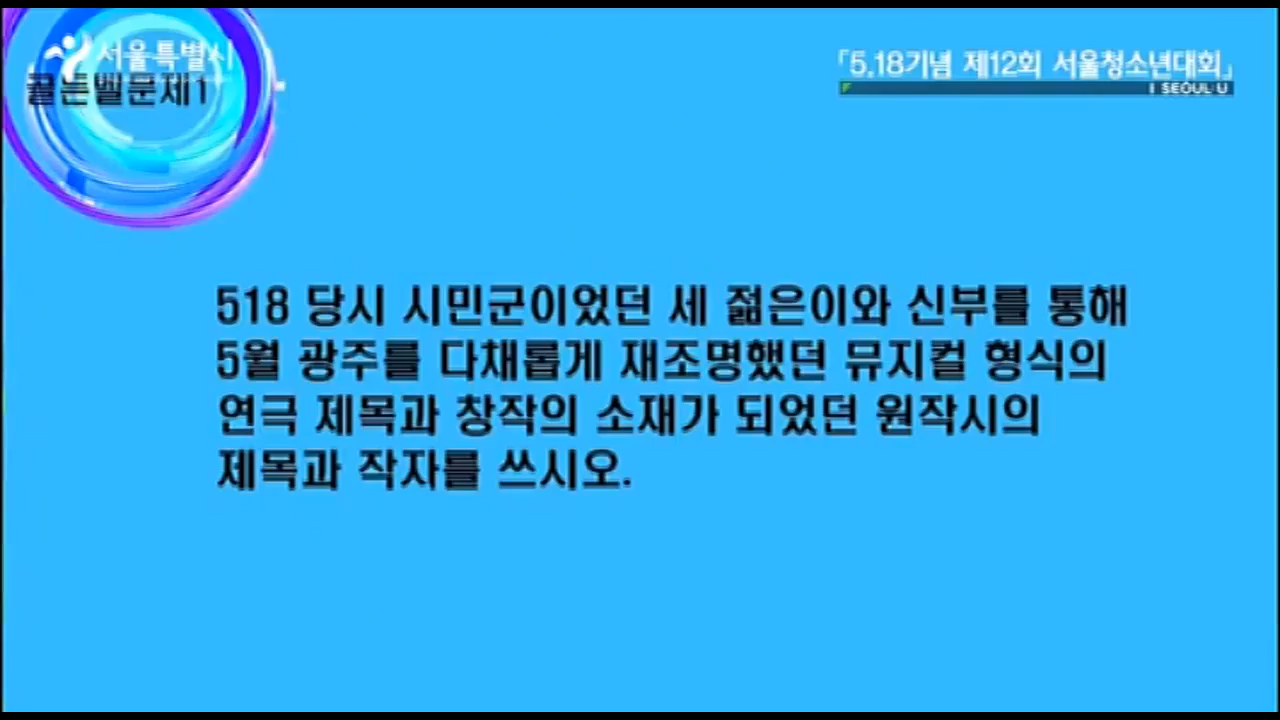 서울특별시
골든벨문제1
「5.18기념 제12회 서울청소년대회」
I SEOUL U
518 당시 시민군이었던 세 젊은이와 신부를 통해
5월 광주를 다채롭게 재조명했던 뮤지컬 형식의
연극 제목과 창작의 소재가 되었던 원작시의
제목과 작자를 쓰시오.